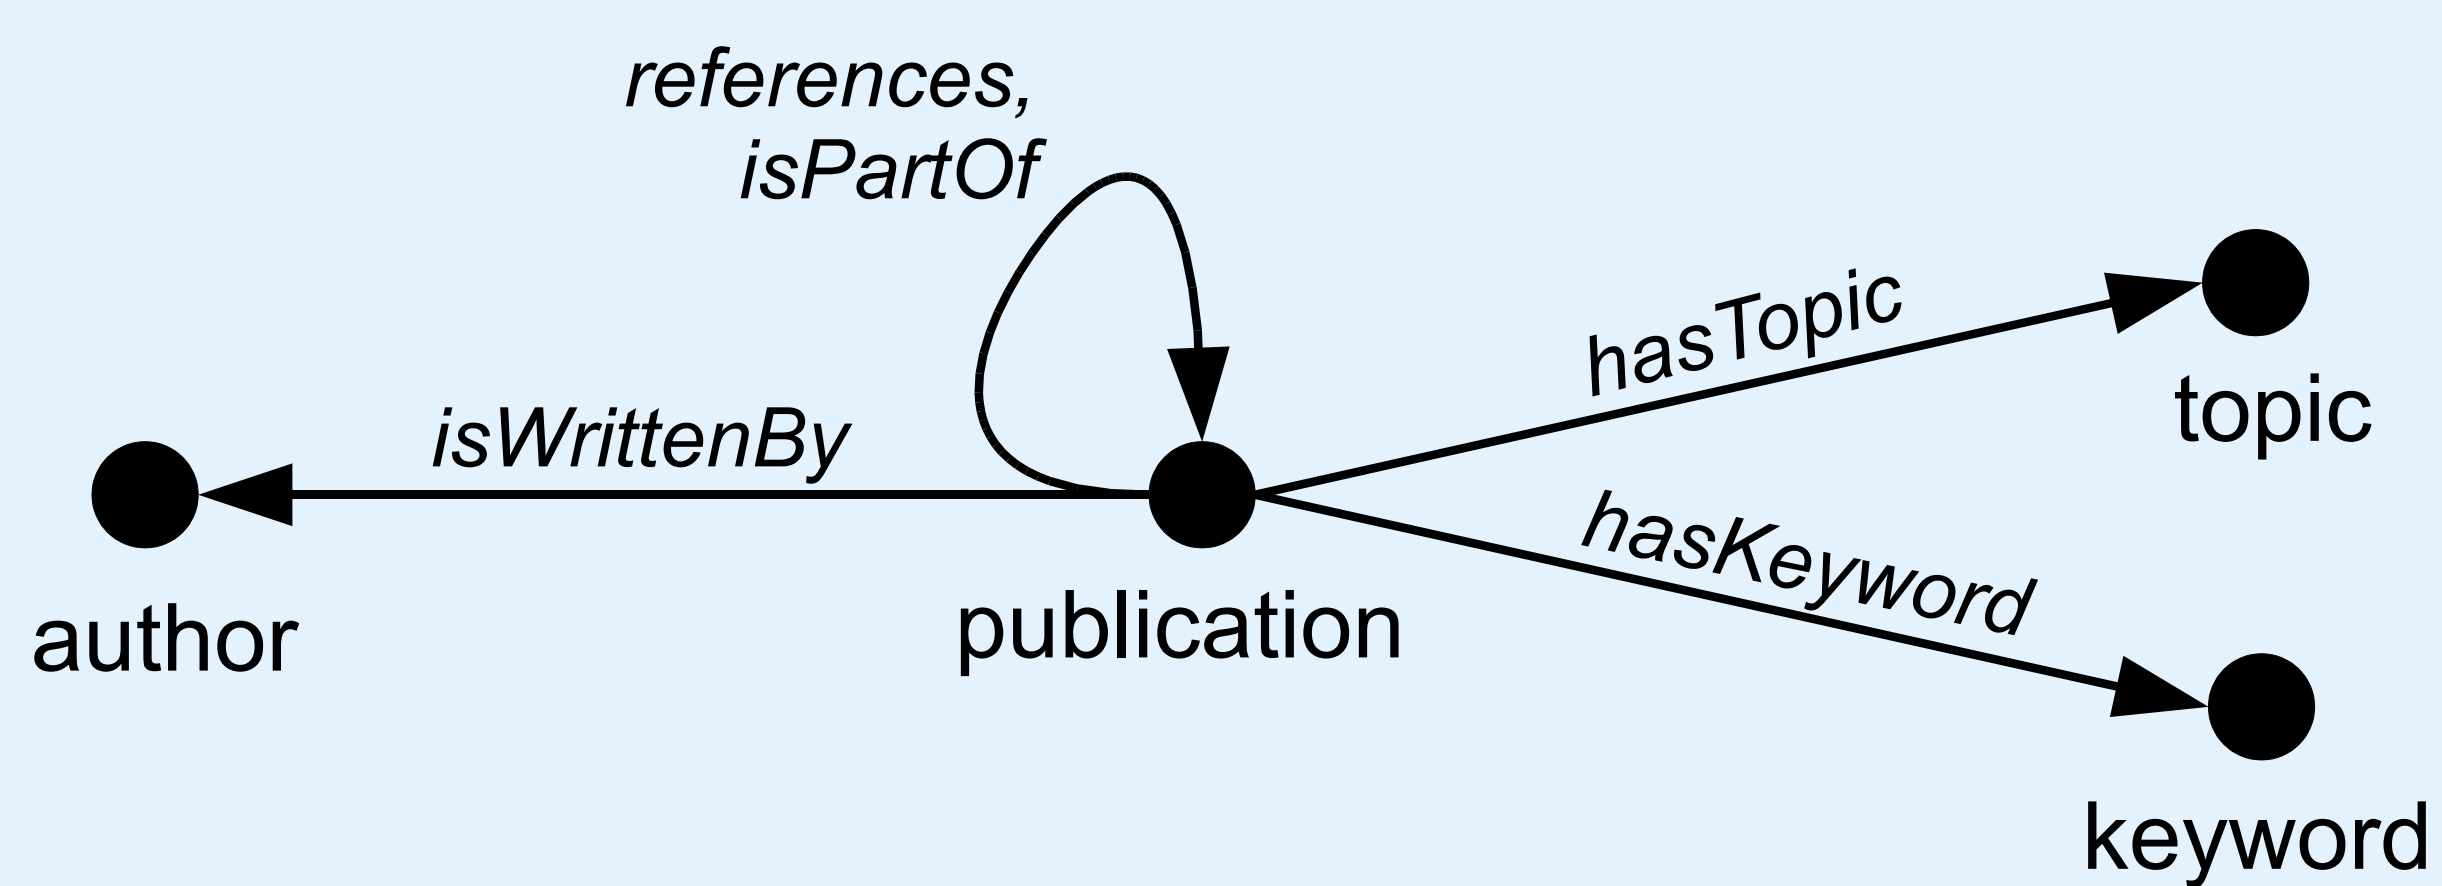 references,
isPartOf
hasTopic
topic
isWrittenBy
hasKeyword
author
publication
keyword